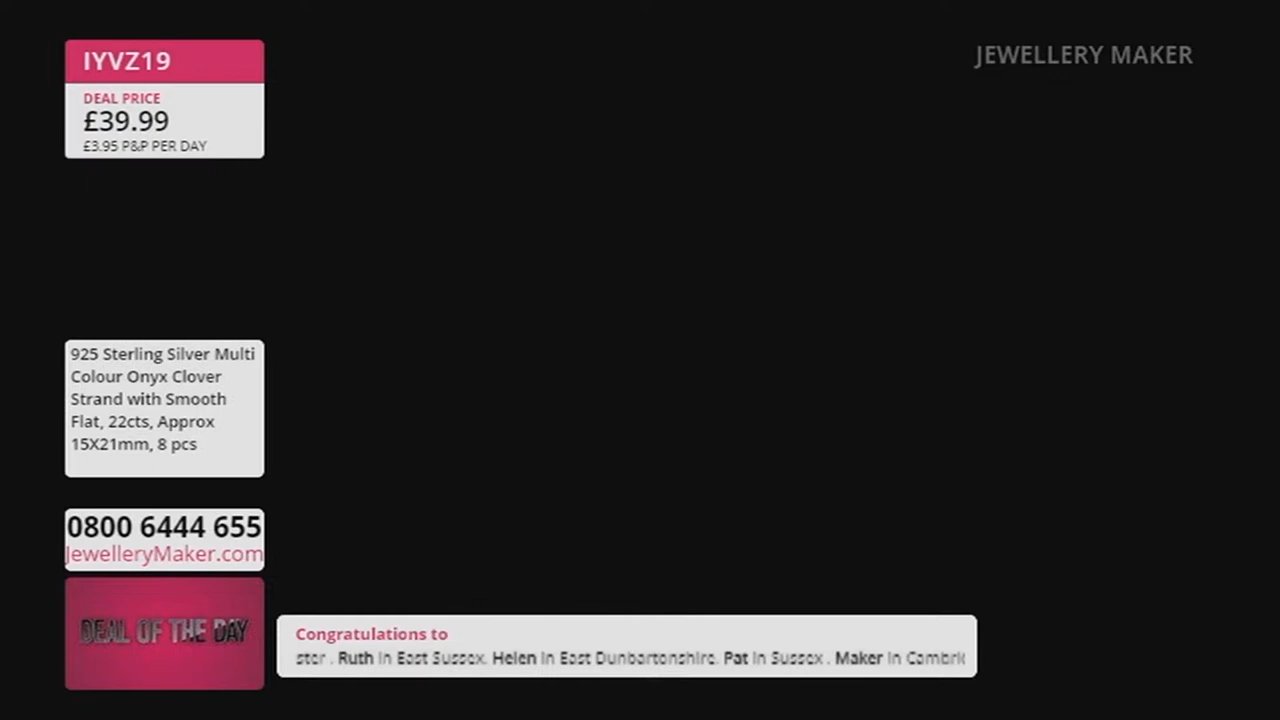 IYVZ19
JEWELLERY MAKER
DEAL PRICE
£39.99
£3.95 P&P PER DAY
925 Sterling Silver Multi
Colour Onyx Clover
Strand with Smooth
Flat, 22cts, Approx
15X21mm, 8 pcs
0800 6444 655
JewelleryMaker.com
DEAL OF THE DAY
Congratulations to
ster . Ruth in East Sussex. Helen in East Dunbartonshire. Pat in Sussex . Maker in